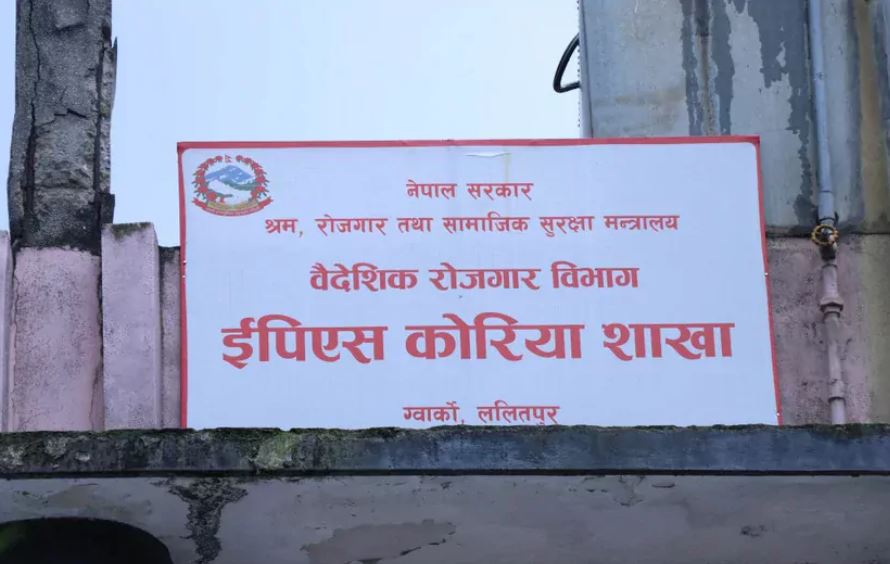 नेपाल सरकार
श्रम, रोजगार तथा सामाजिक सुरक्षा मन्त्रालय
वैदेशिक रोजगार विभाग
ईपिएस कोरिया शाखा
ग्वार्को, ललितपुर